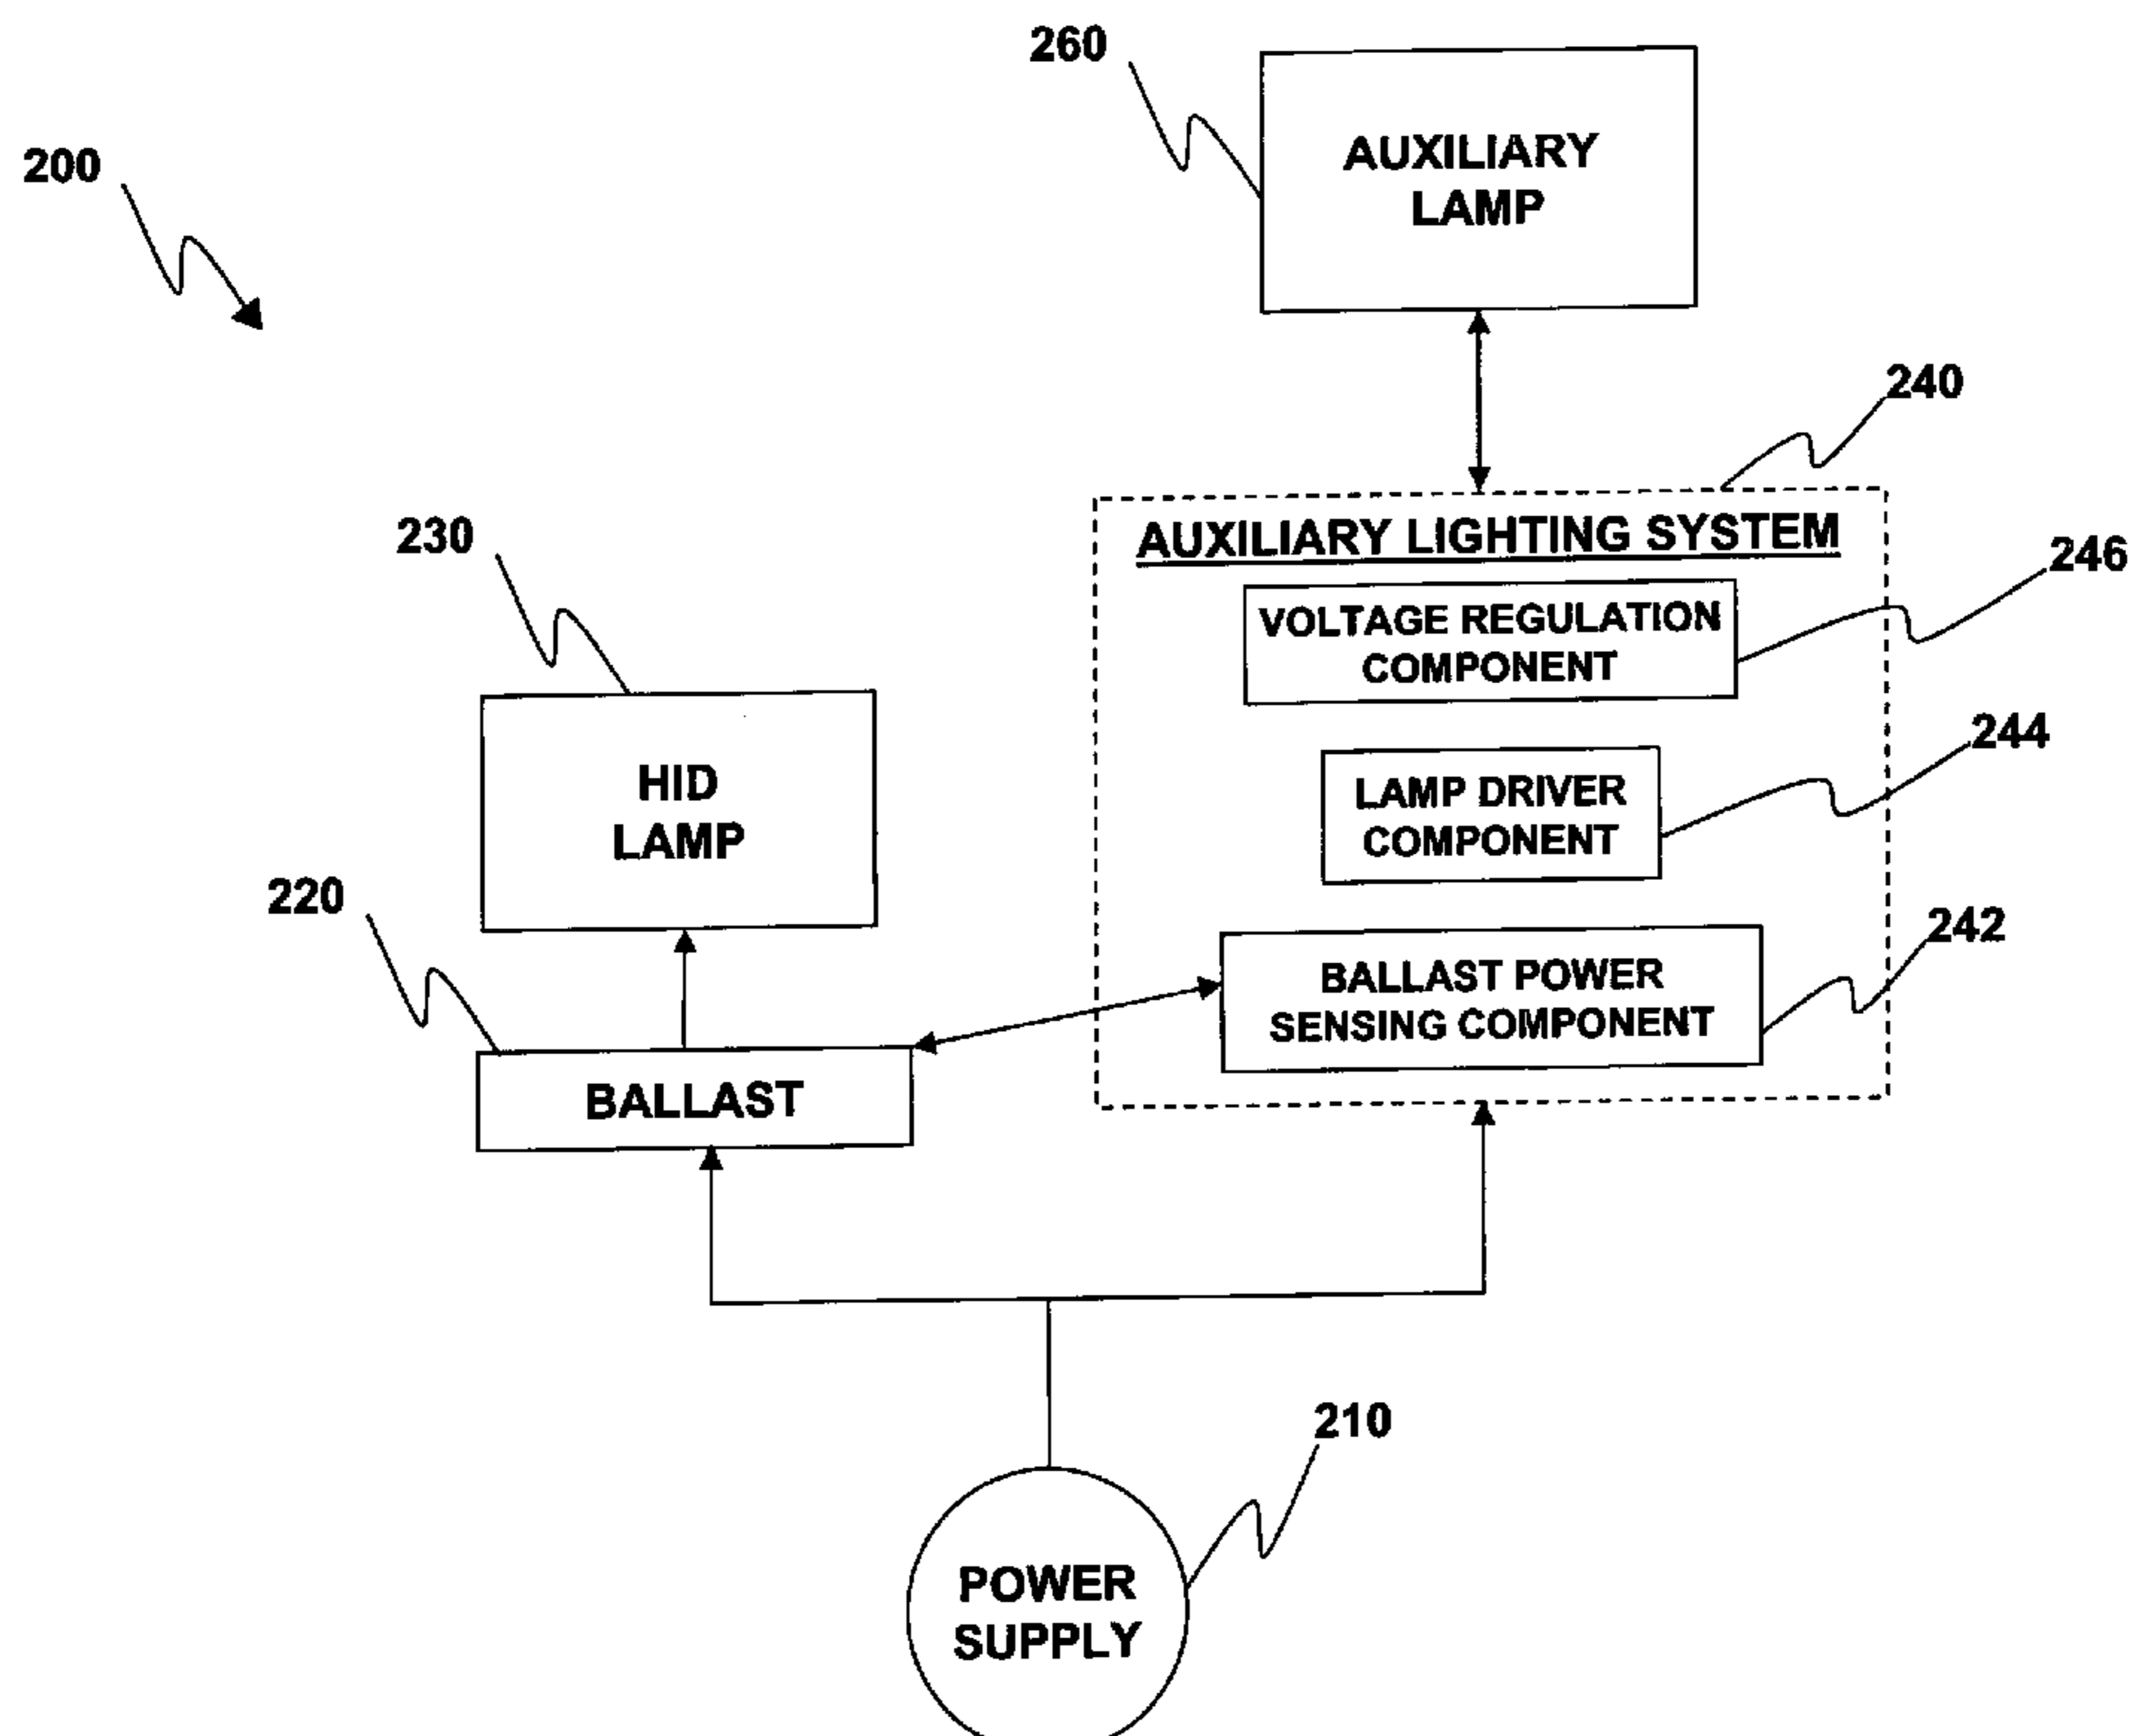 260
AUXILIARY
LAMP
200
240
AUXILIARY LIGHTING SYSTEM
246
VOLTAGE REGULATION
COMPONENT
230
HID
LAMP
244
LAMP DRIVER
COMPONENT
220
242
BALLAST POWER
SENSING COMPONENT
BALLAST
210
POWER
SUPPLY